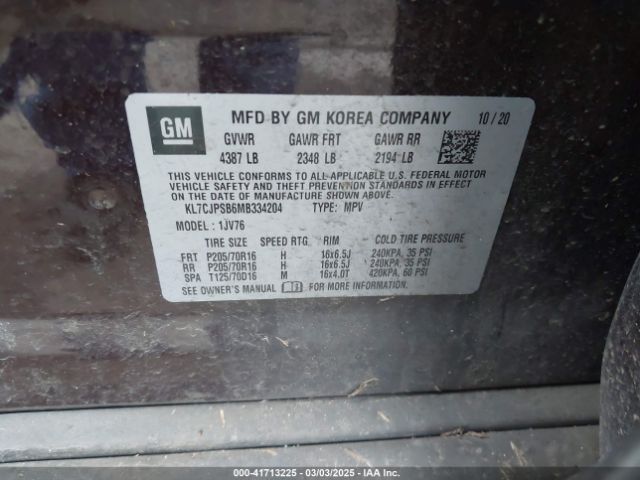 GM
MFD BY GM KOREA COMPANY 10/20
GVWR GAWR FRT GAWR RR
4387 LB 2348 LB 2194 LB
THIS VEHICLE CONFORMS TO ALL APPLICABLE U.S. FEDERAL MOTOR
VEHICLE SAFETY AND THEFT PREVENTION STANDARDS IN EFFECT
ON THE DATE OF MANUFACTURE SHOWN ABOVE.
KL7CJPSB6MB334204 TYPE: MPV
MODEL: 1JV76
TIRE SIZE SPEED RTG RIM COLD TIRE PRESSURE
FRT P205/70R16 H 16x6.5J 240KPA, 35 PSI
RR P205/70R16 H 16x6.5J 240KPA, 35 PSI
SPA T125/70D16 M 16x4.0T 420KPA, 60 PSI
SEE OWNER'S MANUAL FOR MORE INFORMATION.
000-41713225 - 03/03/2025 - IAA, LLC